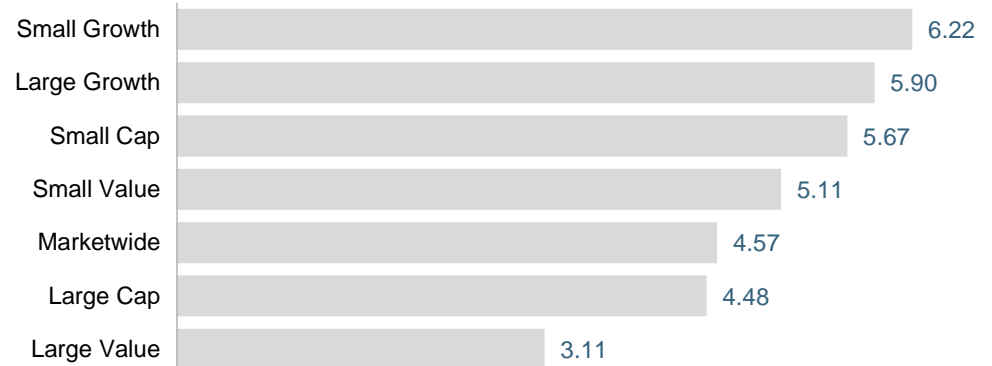 Small Growth 6.22
Large Growth 5.90
Small Cap 5.67
Small Value 5.11
Marketwide 4.57
Large Cap 4.48
Large Value 3.11